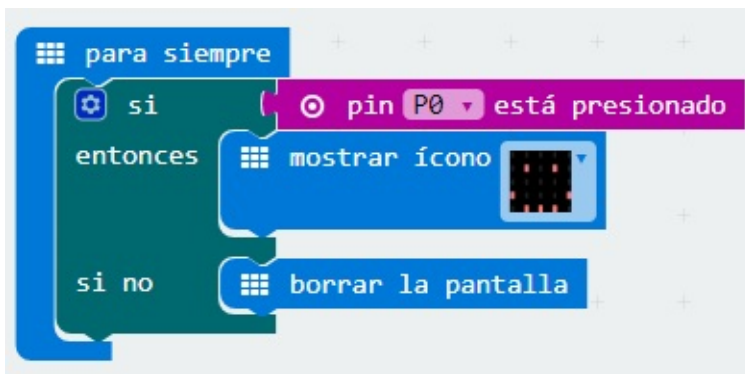 para siempre
si pin P0 está presionado
entonces mostrar ícono
si no borrar la pantalla